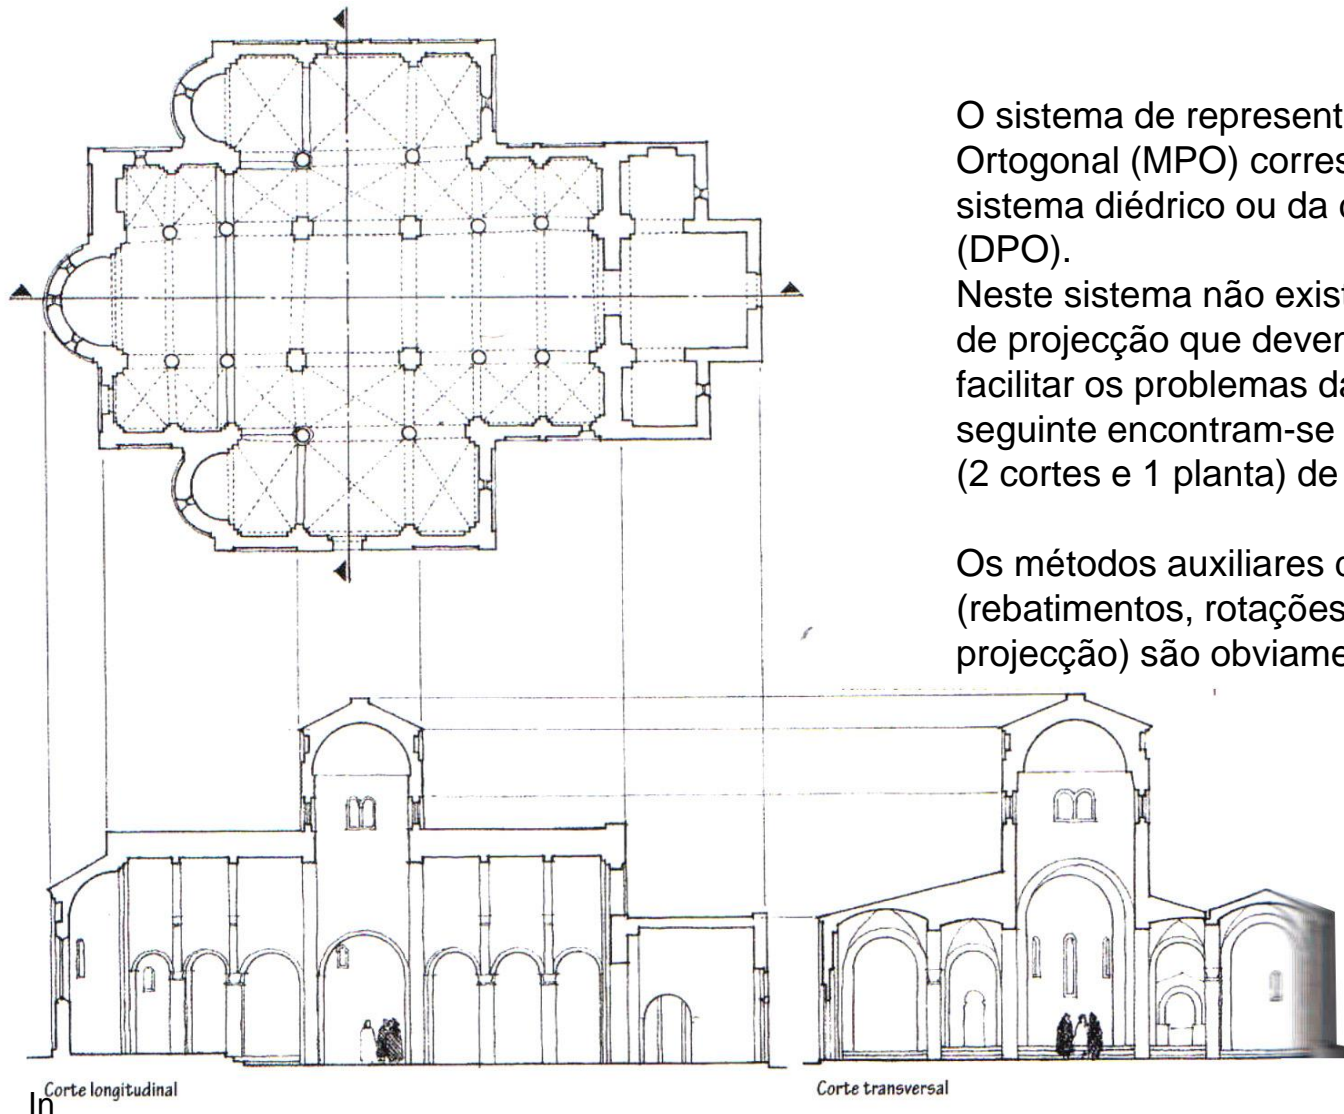 O sistema de represent
Ortogonal (MPO) corres
sistema diédrico ou da
(DPO).
Neste sistema não exist
de projecção que dever
facilitar os problemas da
seguinte encontram-se
(2 cortes e 1 planta) de
Os métodos auxiliares
(rebatimentos, rotações
projecção) são obviame
Corte longitudinal
Corte transversal
In